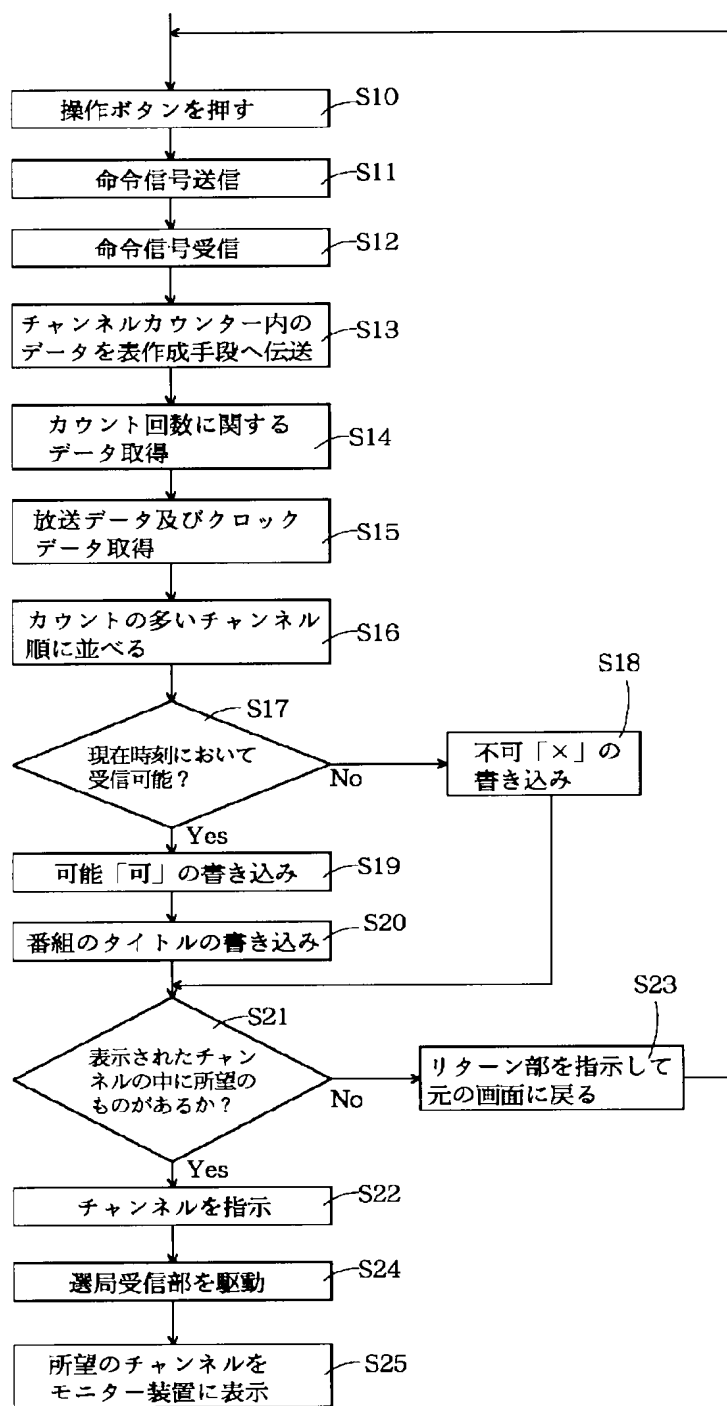 操作ボタンを押す
S10
命令信号送信
S11
命令信号受信
S12
チャンネルカウンター内の
データを表作成手段へ伝送
S13
カウント回数に関する
データ取得
S14
放送データ及びクロック
データ取得
S15
カウントの多いチャンネル
順に並べる
S16
S17
現在時刻において
受信可能?
No
Yes
S18
不可「×」の
書き込み
可能「可」の書き込み
S19
番組のタイトルの書き込み
S20
S21
表示されたチャン
ネルの中に所望の
ものがあるか?
No
Yes
S23
リターン部を指示して
元の画面に戻る
チャンネルを指示
S22
選局受信部を駆動
S24
所望のチャンネルを
モニター装置に表示
S25